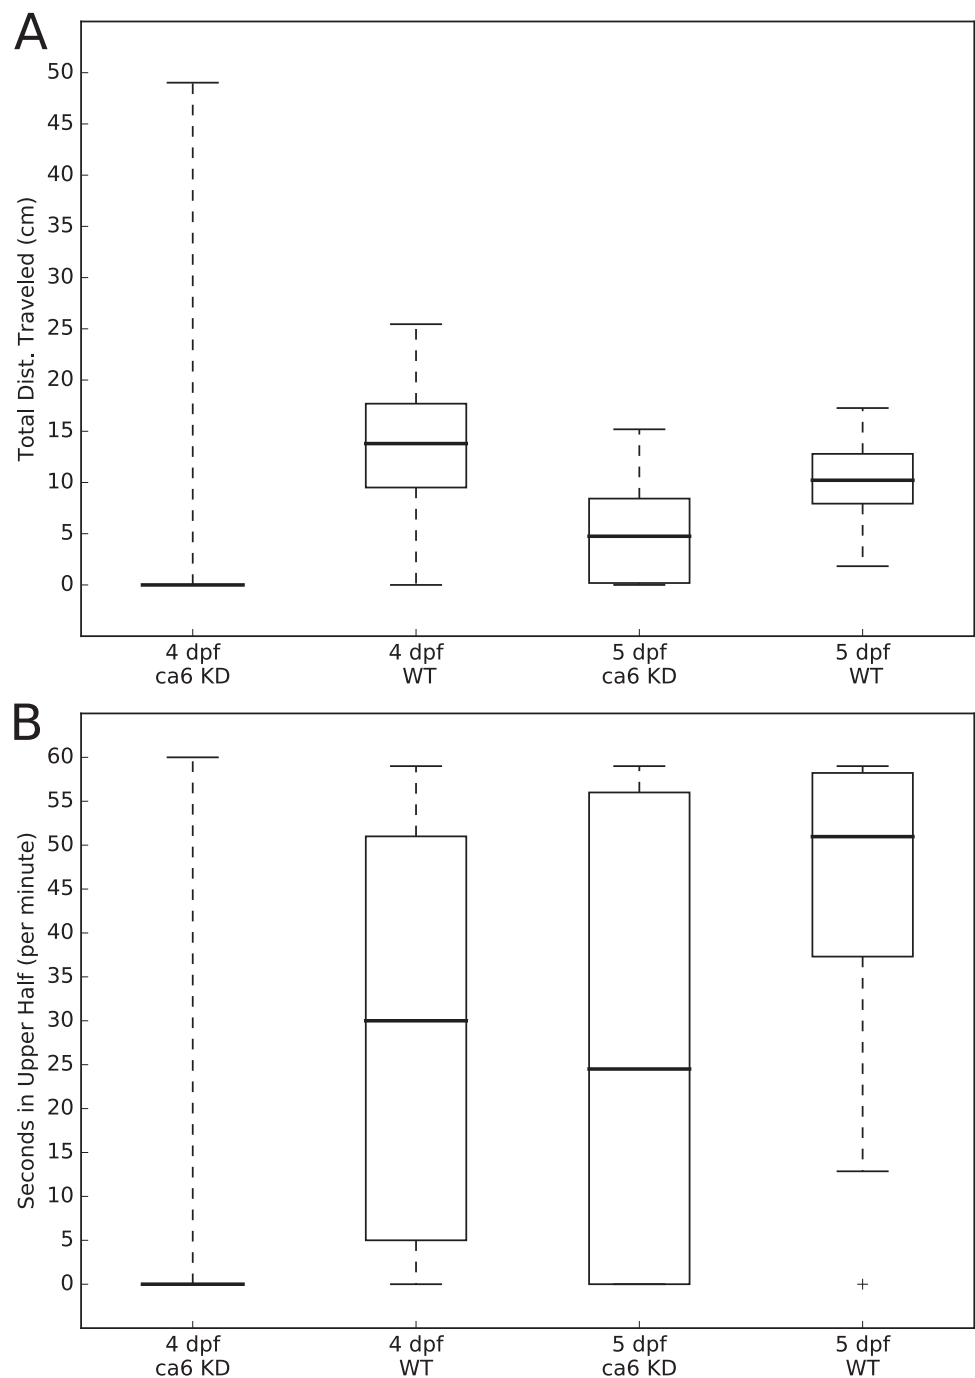 A
Total Dist. Traveled (cm)
50
45
40
35
30
25
20
15
10
5
0
4 dpf
ca6 KD
4 dpf
WT
5 dpf
ca6 KD
5 dpf
WT
B
Seconds in Upper Half (per minute)
60
55
50
45
40
35
30
25
20
15
10
5
0
4 dpf
ca6 KD
4 dpf
WT
5 dpf
ca6 KD
5 dpf
WT